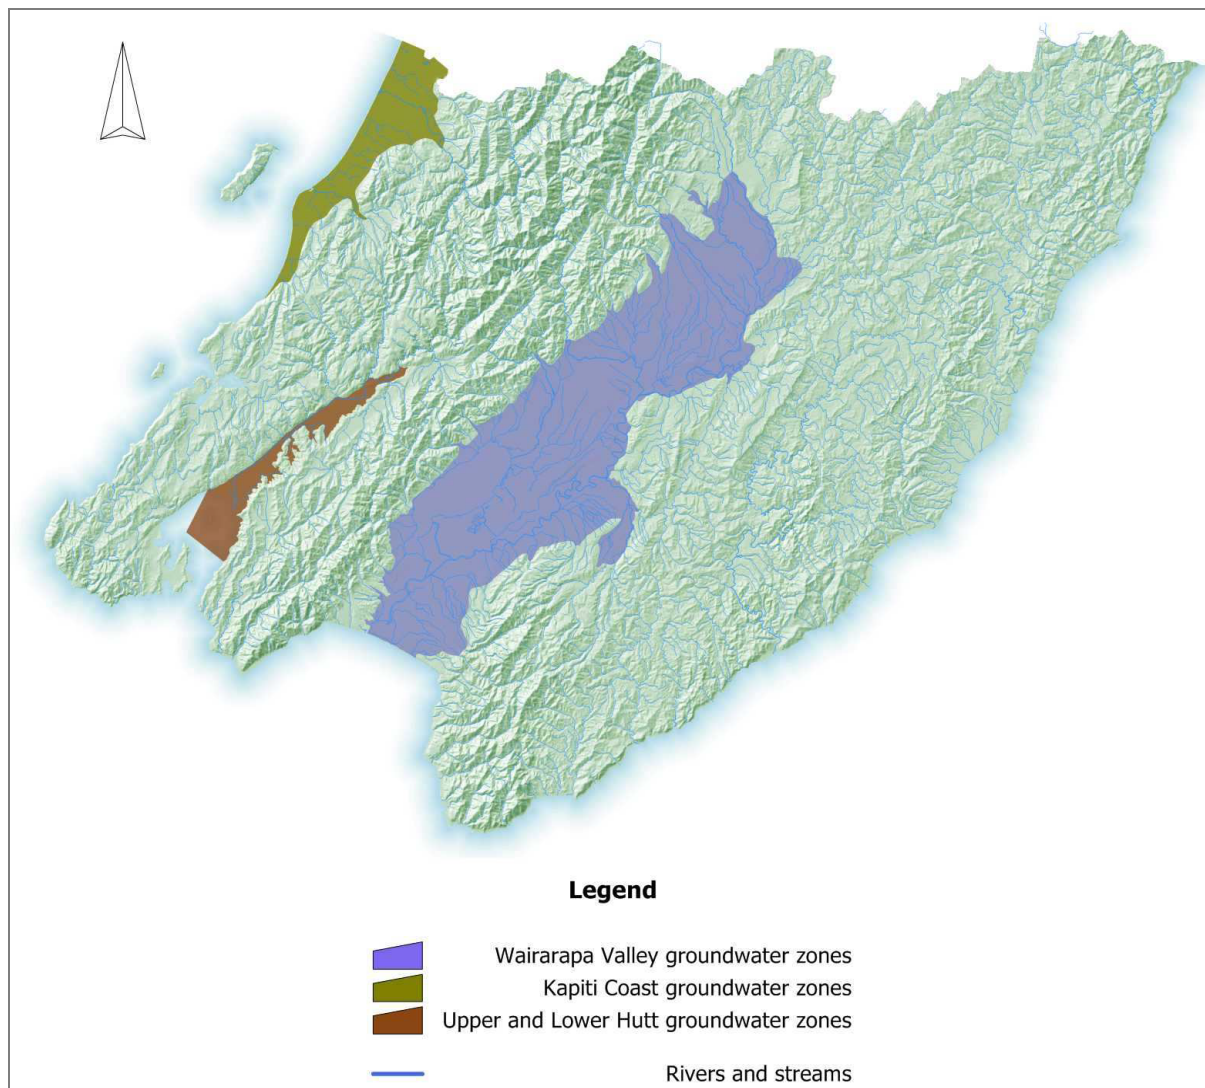 Legend
Wairarapa Valley groundwater zones
Kapiti Coast groundwater zones
Upper and Lower Hutt groundwater zones
Rivers and streams